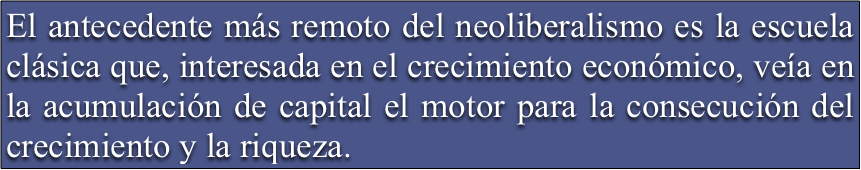 El antecedente más remoto del neoliberalismo es la escuela
clásica que, interesada en el crecimiento económico, veía en
la acumulación de capital el motor para la consecución del
crecimiento y la riqueza.